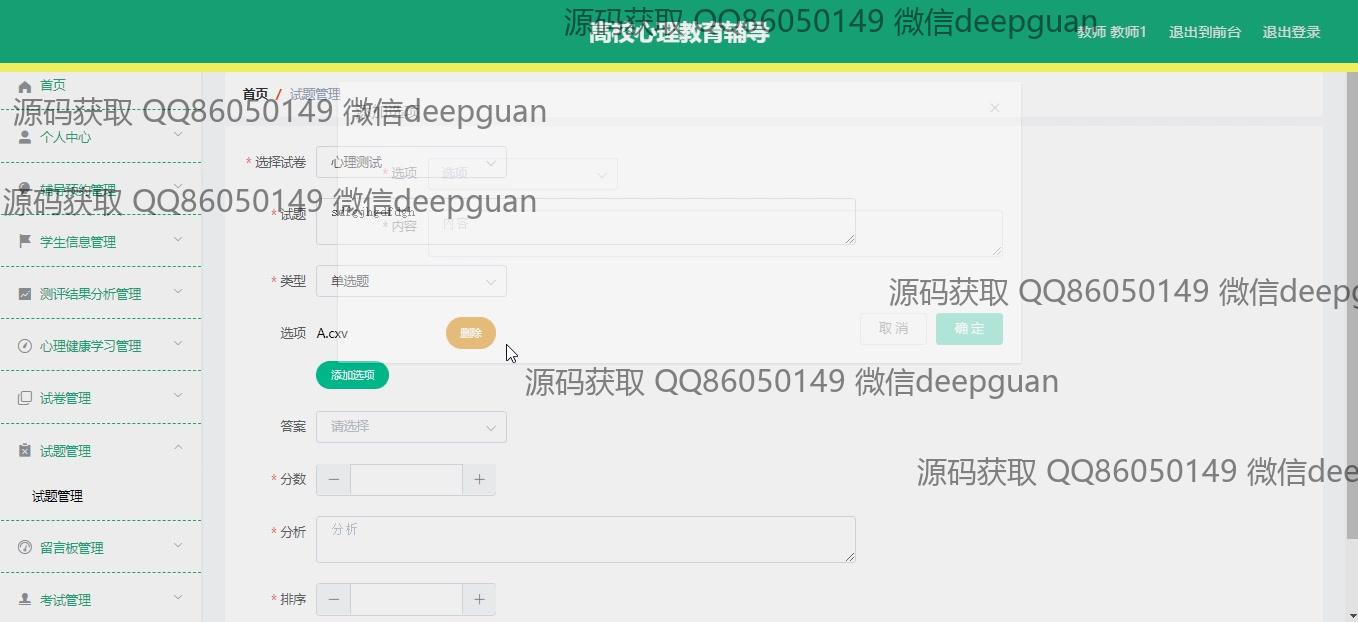 高校心理教育辅导
源码获取 QQ86050149 微信deepguan
教师 教师1 退出到前台 退出登录
首页
首页 / 试题管理
源码获取 QQ86050149 微信deepguan
个人中心
* 选择试卷 心理测试
* 选项 选项
辅导预约管理
源码获取 QQ86050149 微信deepguan
* 试题
* 内容 内容
学生信息管理
* 类型 单选题
测评结果分析管理
源码获取 QQ86050149 微信deepg
选项 A.cxv 删除
取 消 确 定
心理健康学习管理
添加选项
源码获取 QQ86050149 微信deepguan
试卷管理
答案 请选择
试题管理
* 分数
源码获取 QQ86050149 微信dee
试题管理
* 分析 分析
留言板管理
考试管理
* 排序